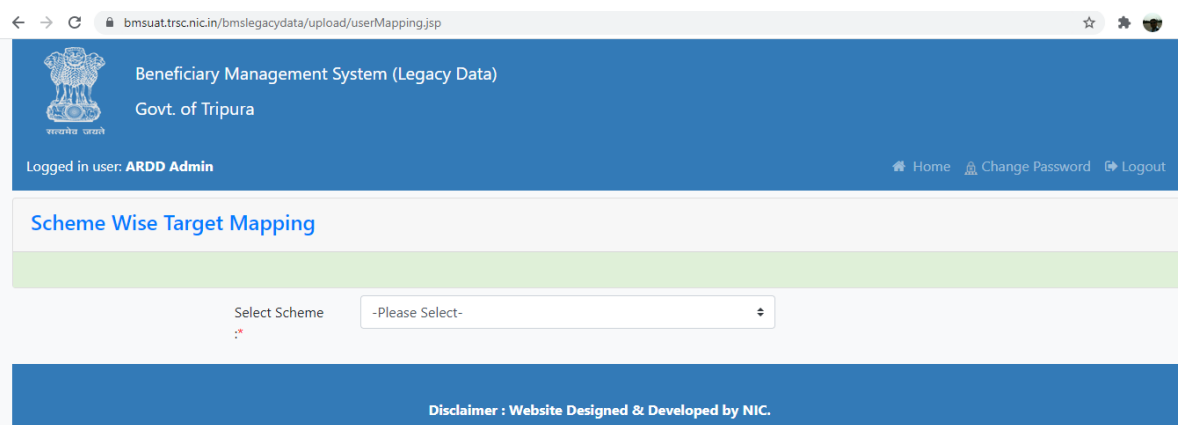 bmsuat.trsc.nic.in/bmslegacydata/upload/userMapping.jsp
Beneficiary Management System (Legacy Data)
Govt. of Tripura
सत्यमेव जयते
Logged in user: ARDD Admin
Home Change Password Logout
Scheme Wise Target Mapping
Select Scheme -Please Select-
:*
Disclaimer : Website Designed & Developed by NIC.